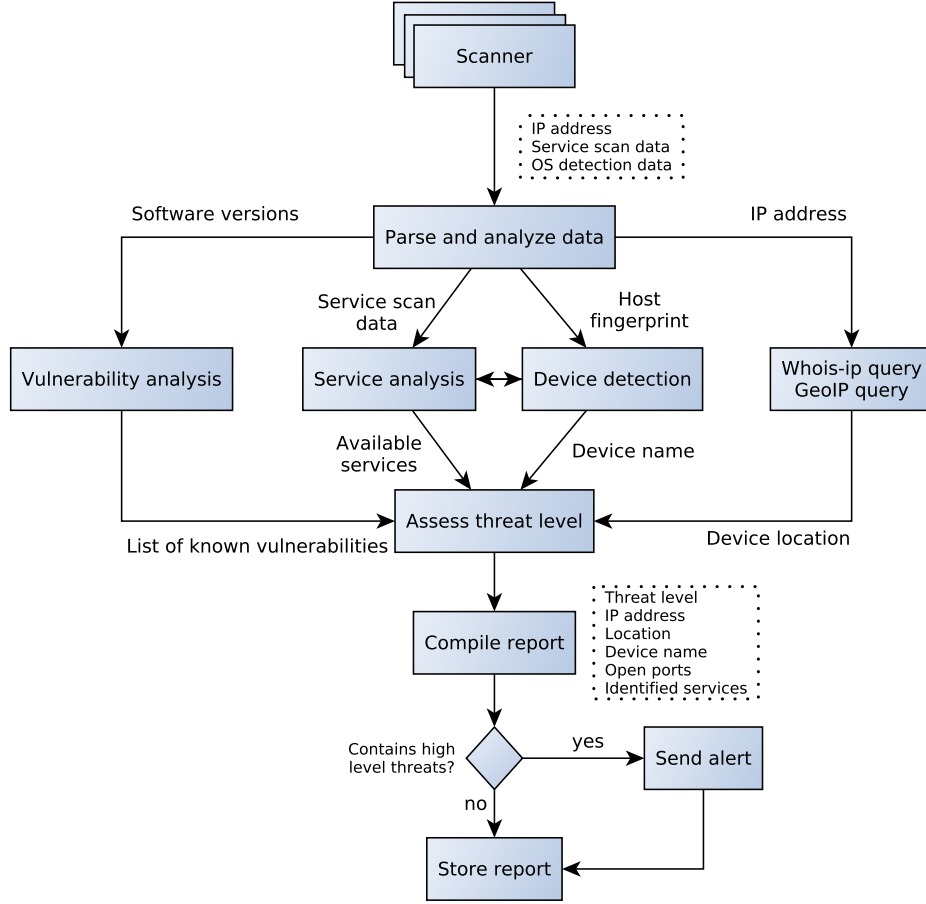 Scanner
IP address
Service scan data
OS detection data
Software versions
IP address
Parse and analyze data
Service scan
data
Host
fingerprint
Vulnerability analysis
Service analysis
Device detection
Whois-ip query
GeoIP query
Available
services
Device name
Assess threat level
List of known vulnerabilities
Device location
Threat level
IP address
Location
Device name
Open ports
Identified services
Compile report
Contains high
level threats?
yes
Send alert
no
Store report